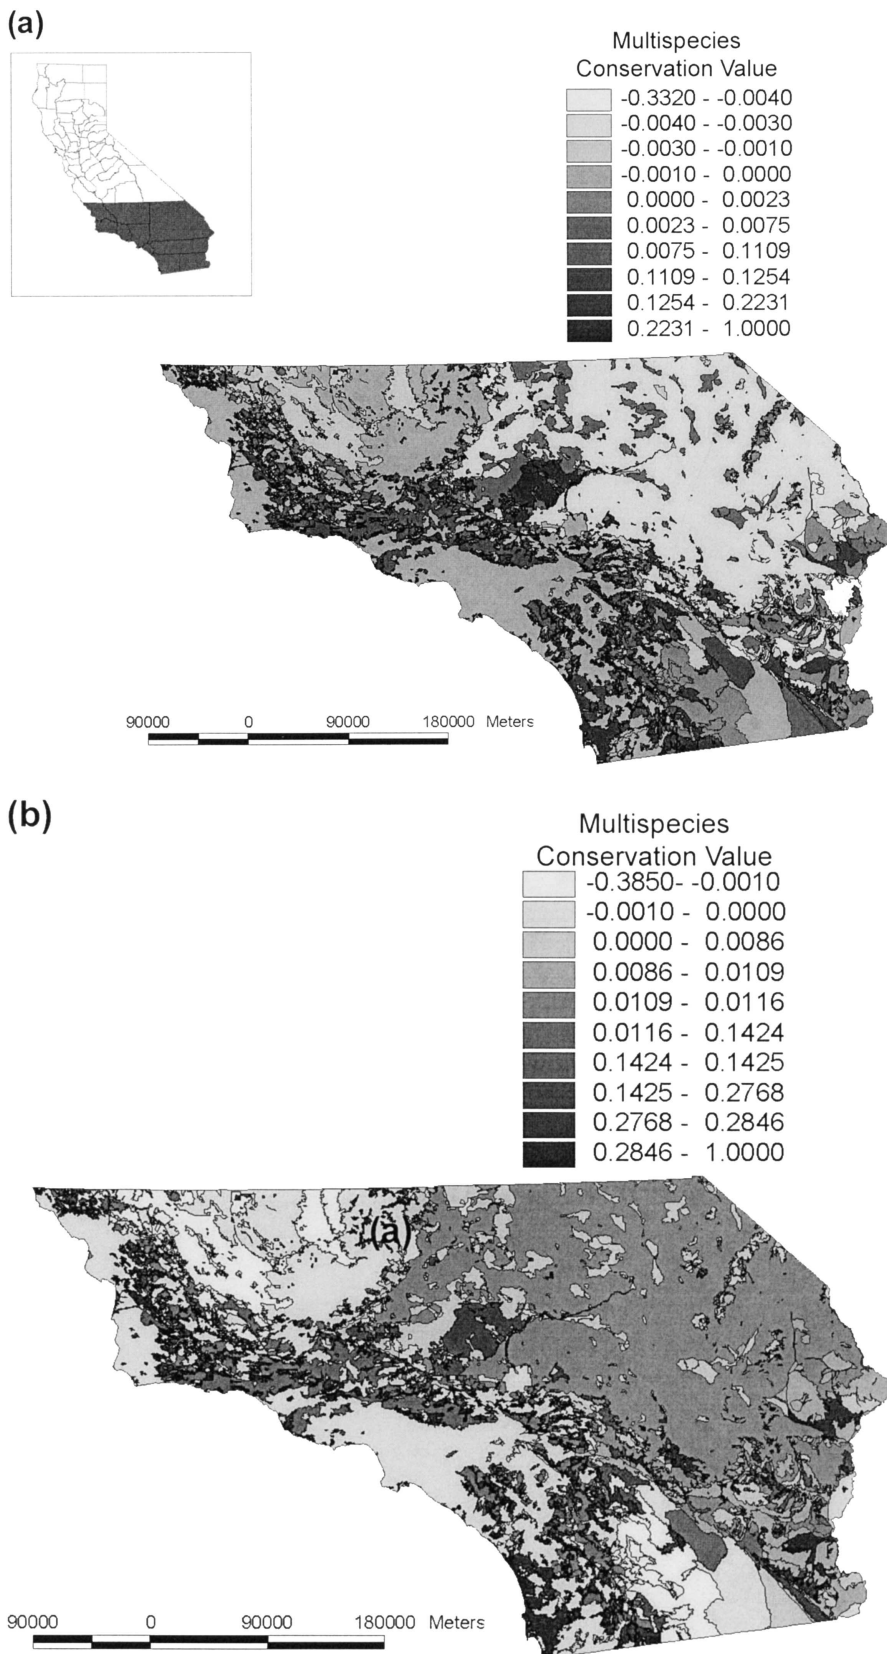 (a)
Multispecies
Conservation Value
-0.3320 - -0.0040
-0.0040 - -0.0030
-0.0030 - -0.0010
-0.0010 - 0.0000
0.0000 - 0.0023
0.0023 - 0.0075
0.0075 - 0.1109
0.1109 - 0.1254
0.1254 - 0.2231
0.2231 - 1.0000
90000 0 90000 180000 Meters
(b)
Multispecies
Conservation Value
-0.3850- -0.0010
-0.0010 - 0.0000
0.0000 - 0.0086
0.0086 - 0.0109
0.0109 - 0.0116
0.0116 - 0.1424
0.1424 - 0.1425
0.1425 - 0.2768
0.2768 - 0.2846
0.2846 - 1.0000
(a)
90000 0 90000 180000 Meters